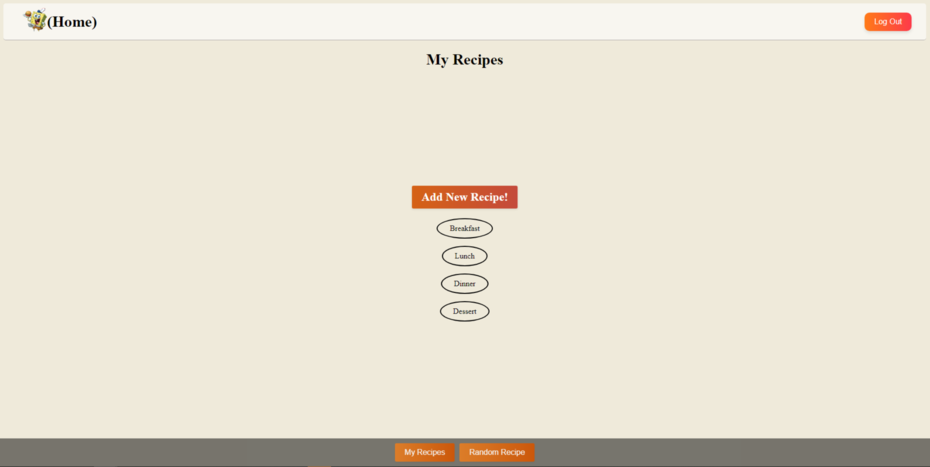 (Home)
Log Out
My Recipes
Add New Recipe!
Breakfast
Lunch
Dinner
Dessert
My Recipes
Random Recipe